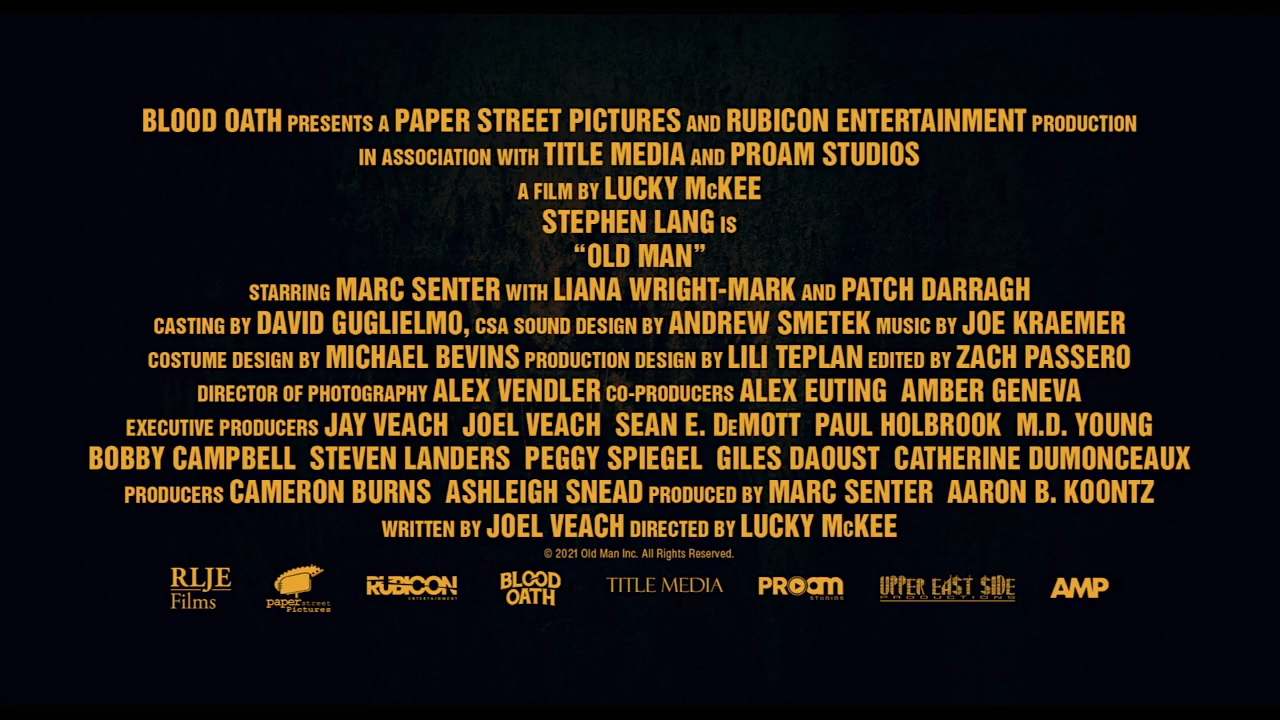 BLOOD OATH PRESENTS A PAPER STREET PICTURES AND RUBICON ENTERTAINMENT PRODUCTION
IN ASSOCIATION WITH TITLE MEDIA AND PROAM STUDIOS
A FILM BY LUCKY McKEE
STEPHEN LANG IS
“OLD MAN”
STARRING MARC SENTER WITH LIANA WRIGHT-MARK AND PATCH DARRAGH
CASTING BY DAVID GUGLIELMO, CSA SOUND DESIGN BY ANDREW SMETEK MUSIC BY JOE KRAEMER
COSTUME DESIGN BY MICHAEL BEVINS PRODUCTION DESIGN BY LILI TEPLAN EDITED BY ZACH PASSERO
DIRECTOR OF PHOTOGRAPHY ALEX VENDLER CO-PRODUCERS ALEX EUTING AMBER GENEVA
EXECUTIVE PRODUCERS JAY VEACH JOEL VEACH SEAN E. DeMOTT PAUL HOLBROOK M.D. YOUNG
BOBBY CAMPBELL STEVEN LANDERS PEGGY SPIEGEL GILES DAOUST CATHERINE DUMONCEAUX
PRODUCERS CAMERON BURNS ASHLEIGH SNEAD PRODUCED BY MARC SENTER AARON B. KOONTZ
WRITTEN BY JOEL VEACH DIRECTED BY LUCKY McKEE
© 2021 Old Man Inc. All Rights Reserved.
RLJE Films paperstreet Pictures RUBICON ENTERTAINMENT BLOOD OATH TITLE MEDIA PROAM STUDIOS UPPER EAST SIDE PRODUCTIONS AMP